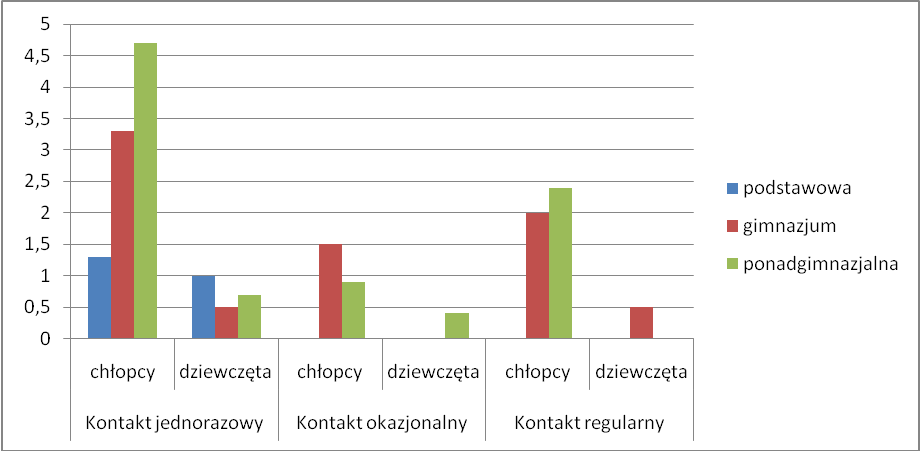 5
4,5
4
3,5
3
2,5
2
1,5
1
0,5
0
podstawowa
gimnazjum
ponadgimnazjalna
chłopcy dziewczęta chłopcy dziewczęta chłopcy dziewczęta
Kontakt jednorazowy Kontakt okazjonalny Kontakt regularny